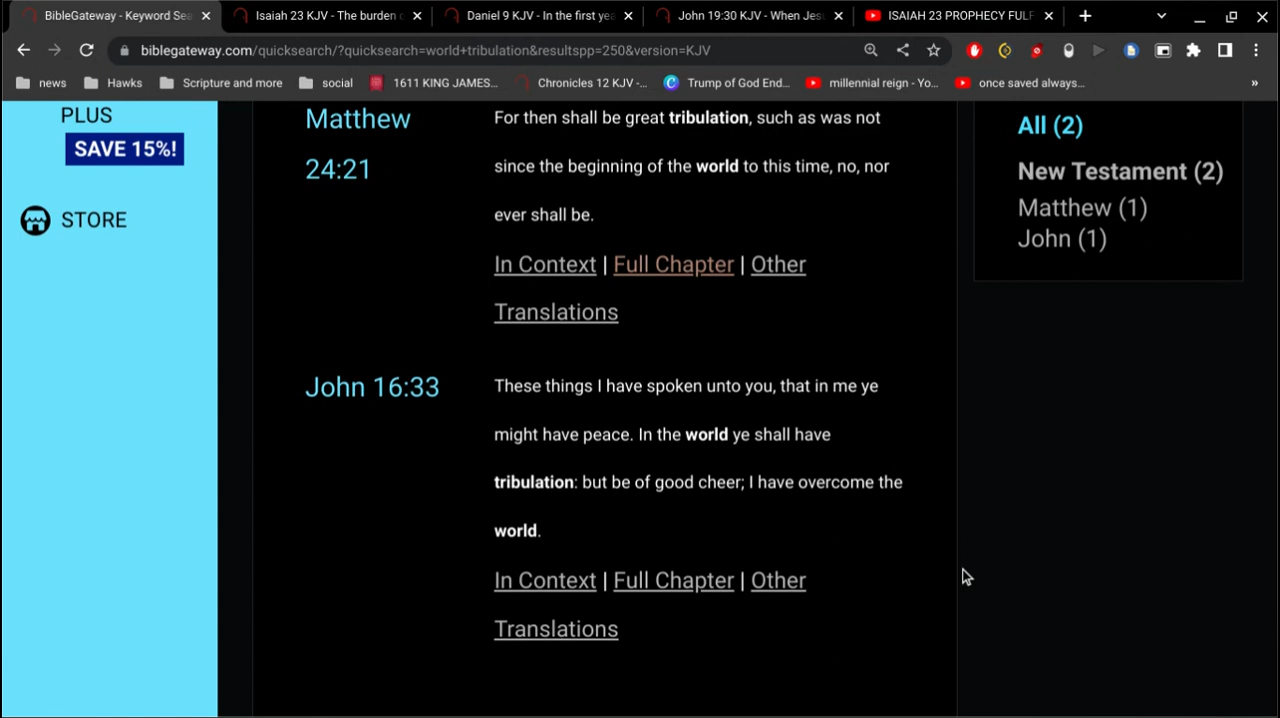 BibleGateway - Keyword Sea
Isaiah 23 KJV - The burden o
Daniel 9 KJV - In the first yea
John 19:30 KJV - When Jesu
ISAIAH 23 PROPHECY FULF
biblegateway.com/quicksearch/?quicksearch=world+tribulation&resultspp=250&version=KJV
news
Hawks
Scripture and more
social
1611 KING JAMES...
Chronicles 12 KJV -...
Trump of God End...
millennial reign - Yo...
once saved always...
»
PLUS
SAVE 15%!
STORE
Matthew
24:21
For then shall be great tribulation, such as was not
since the beginning of the world to this time, no, nor
ever shall be.
In Context | Full Chapter | Other
Translations
John 16:33
These things I have spoken unto you, that in me ye
might have peace. In the world ye shall have
tribulation: but be of good cheer; I have overcome the
world.
In Context | Full Chapter | Other
Translations
All (2)
New Testament (2)
Matthew (1)
John (1)